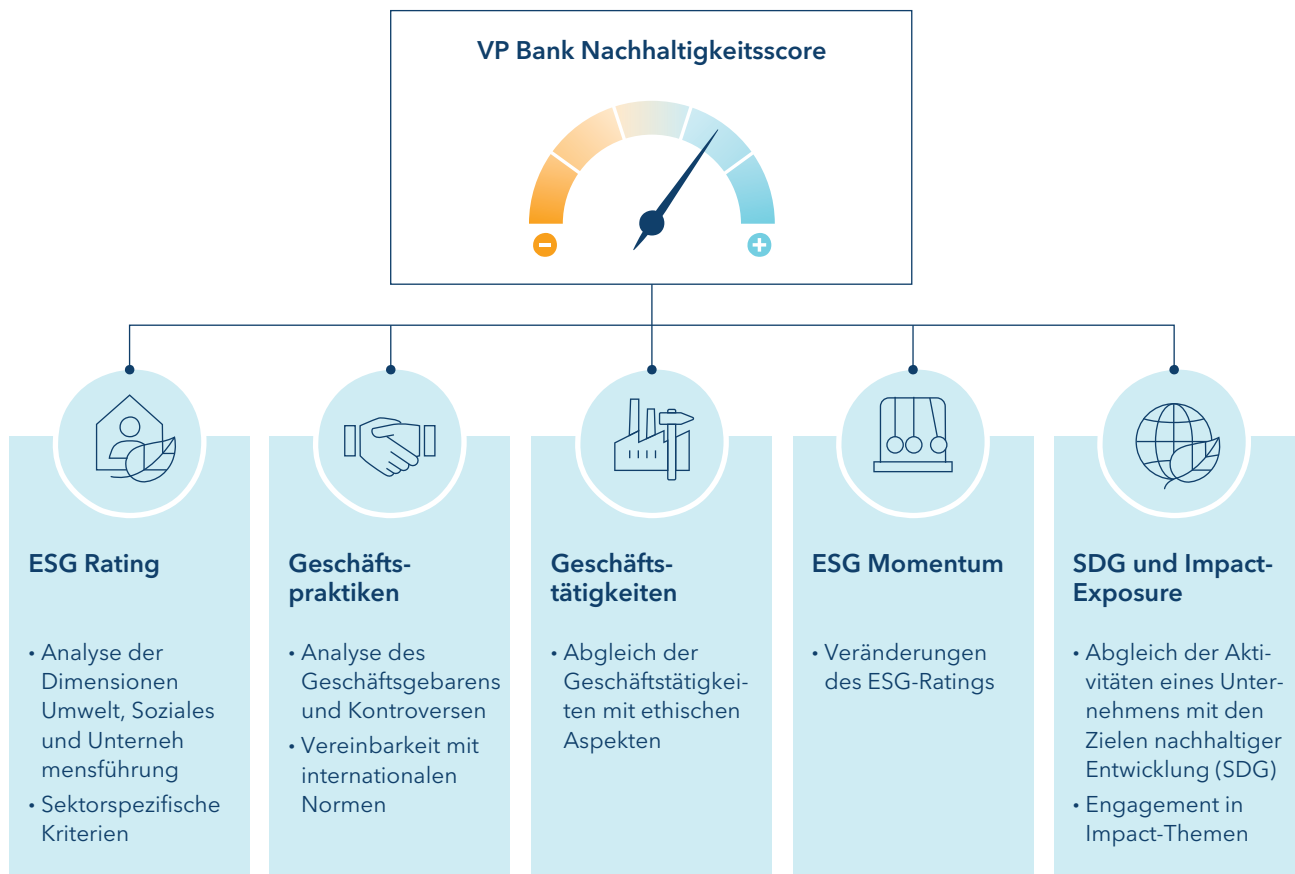 VP Bank Nachhaltigkeitsscore
ESG Rating
• Analyse der
Dimensionen
Umwelt, Soziales
und Unterneh
mensführung
• Sektorspezifische
Kriterien
Geschäfts-
praktiken
• Analyse des
Geschäftsgebarens
und Kontroversen
• Vereinbarkeit mit
internationalen
Normen
Geschäfts-
tätigkeiten
• Abgleich der
Geschäftstätigkei-
ten mit ethischen
Aspekten
ESG Momentum
• Veränderungen
des ESG-Ratings
SDG und Impact-
Exposure
• Abgleich der Akti-
vitäten eines Unter-
nehmens mit den
Zielen nachhaltiger
Entwicklung (SDG)
• Engagement in
Impact-Themen